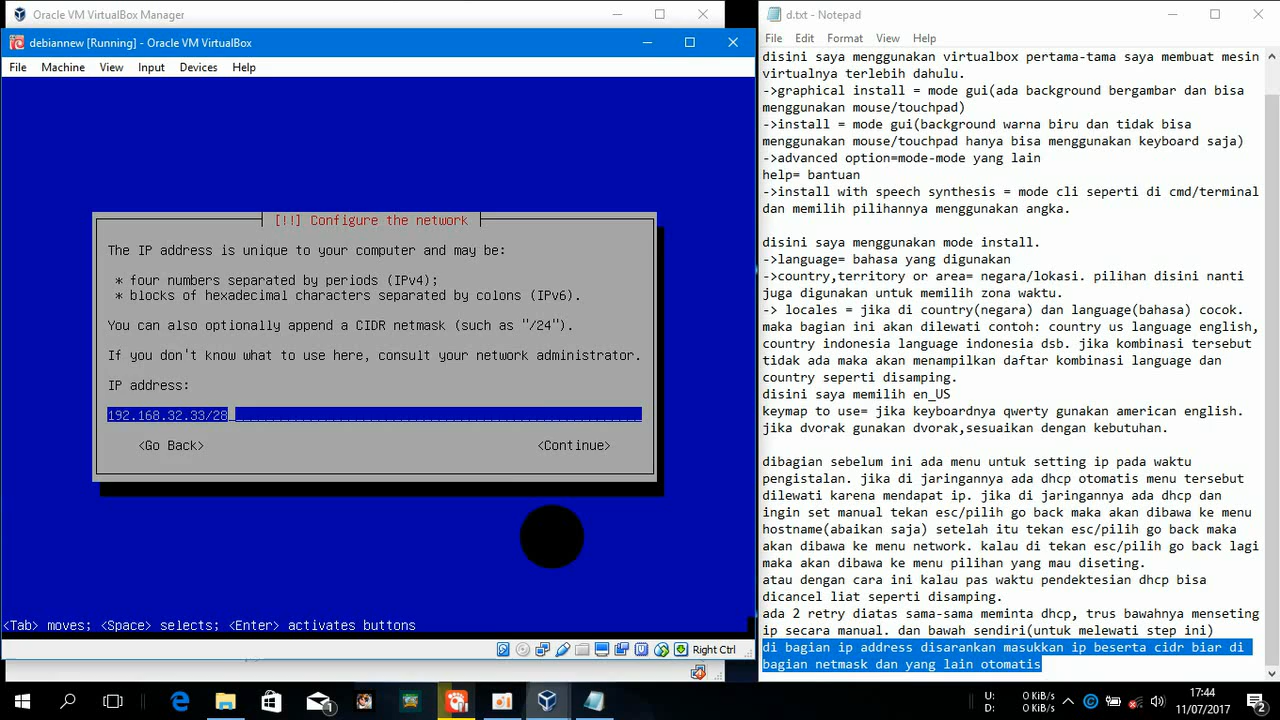 Oracle VM VirtualBox Manager
debiannew [Running] - Oracle VM VirtualBox
File Machine View Input Devices Help
[!!] Configure the network
The IP address is unique to your computer and may be:
* four numbers separated by periods (IPv4);
* blocks of hexadecimal characters separated by colons (IPv6).
You can also optionally append a CIDR netmask (such as "/24").
If you don't know what to use here, consult your network administrator.
IP address:
192.168.32.33/28
<Go Back> <Continue>
<Tab> moves; <Space> selects; <Enter> activates buttons
Right Ctrl
d.txt - Notepad
File Edit Format View Help
disini saya menggunakan virtualbox pertama-tama saya membuat mesin
virtualnya terlebih dahulu.
->graphical install = mode gui(ada background bergambar dan bisa
menggunakan mouse/touchpad)
->install = mode gui(background warna biru dan tidak bisa
menggunakan mouse/touchpad hanya bisa menggunakan keyboard saja)
->advanced option=mode-mode yang lain
help= bantuan
->install with speech synthesis = mode cli seperti di cmd/terminal
dan memilih pilihannya menggunakan angka.
disini saya menggunakan mode install.
->language= bahasa yang digunakan
->country,territory or area= negara/lokasi. pilihan disini nanti
juga digunakan untuk memilih zona waktu.
-> locales = jika di country(negara) dan language(bahasa) cocok.
maka bagian ini akan dilewati contoh: country us language english,
country indonesia language indonesia dsb. jika kombinasi tersebut
tidak ada maka akan menampilkan daftar kombinasi language dan
country seperti disamping.
disini saya memilih en_US
keymap to use= jika keyboardnya qwerty gunakan american english.
jika dvorak gunakan dvorak,sesuaikan dengan kebutuhan.
dibagian sebelum ini ada menu untuk setting ip pada waktu
pengistalan. jika di jaringannya ada dhcp otomatis menu tersebut
dilewati karena mendapat ip. jika di jaringannya ada dhcp dan
ingin set manual tekan esc/pilih go back maka akan dibawa ke menu
hostname(abaikan saja) setelah itu tekan esc/pilih go back maka
akan dibawa ke menu network. kalau di tekan esc/pilih go back lagi
maka akan dibawa ke menu pilihan yang mau diseting.
atau dengan cara ini kalau pas waktu pendektesian dhcp bisa
dicancel liat seperti disamping.
ada 2 retry diatas sama-sama meminta dhcp, trus bawahnya menseting
ip secara manual. dan bawah sendiri(untuk melewati step ini)
di bagian ip address disarankan masukkan ip beserta cidr biar di
bagian netmask dan yang lain otomatis
U: 0 KiB/s
D: 0 KiB/s
17:44
11/07/2017
1
2